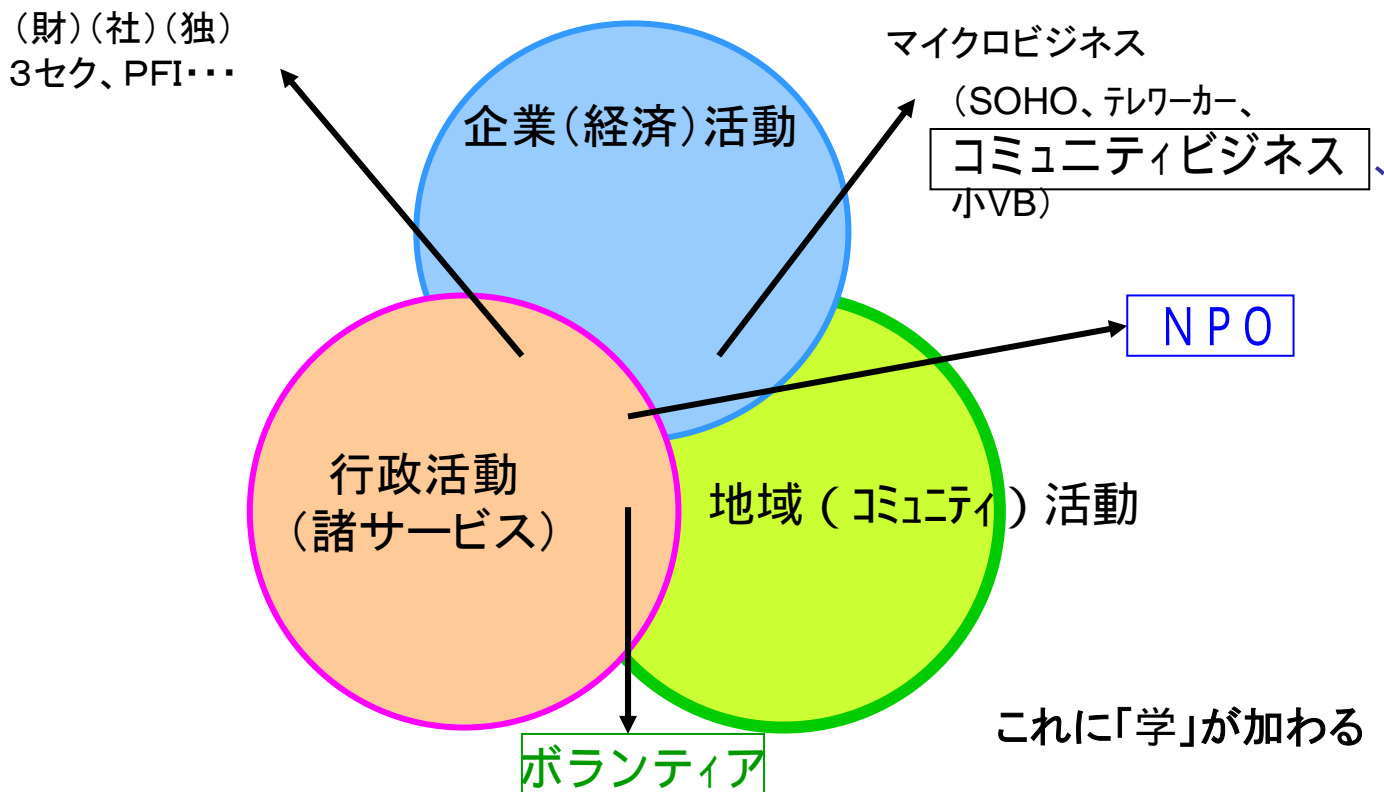 （財）（社）（独）
３セク、PFI・・・
マイクロビジネス
（SOHO、ﾃﾚﾜｰｶｰ、
コミュニティビジネス、
小VB）
企業（経済）活動
ＮＰＯ
行政活動
（諸サービス）
地域（ｺﾐｭﾆﾃｨ）活動
これに「学」が加わる
ボランティア